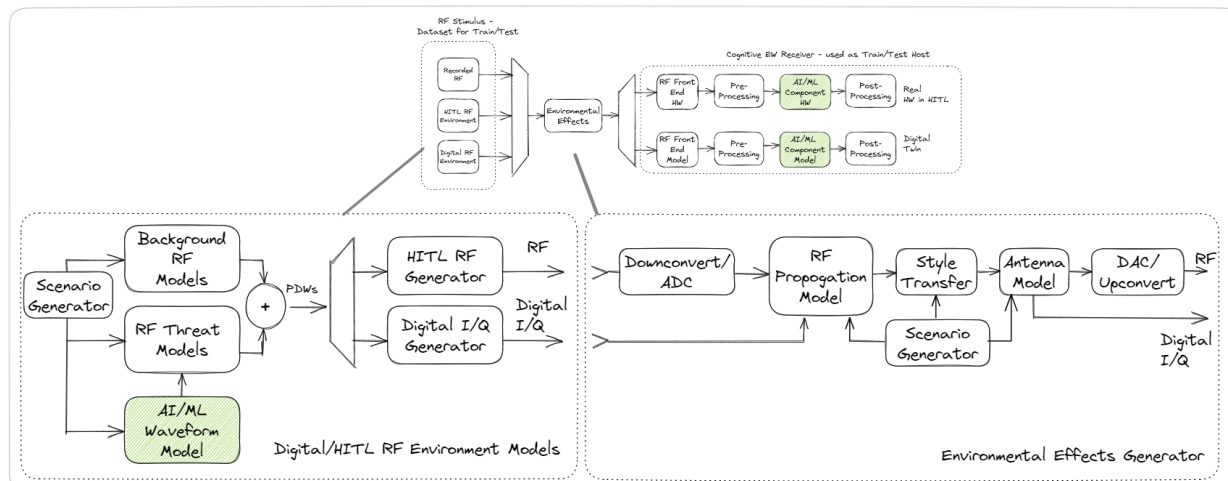 RF Stimulus -
Dataset for Train/Test
Recorded
RF
HITL RF
Environment
Digital RF
Environment
Environmental
Effects
Cognitive EW Receiver - used as Train/Test Host
RF Front
End
HW
Pre-
Processing
AI/ML
Component
HW
Post-
Processing
Real
HW in HITL
RF Front
End
Model
Pre-
Processing
AI/ML
Component
Model
Post-
Processing
Digital
Twin
Scenario
Generator
Background
RF
Models
RF Threat
Models
AI/ML
Waveform
Model
+
PDWs
HITL RF
Generator
RF
Digital I/Q
Generator
Digital
I/Q
Digital/HITL RF Environment Models
Downconvert/
ADC
RF
Propogation
Model
Style
Transfer
Antenna
Model
DAC/
Upconvert
RF
Scenario
Generator
Digital
I/Q
Environmental Effects Generator